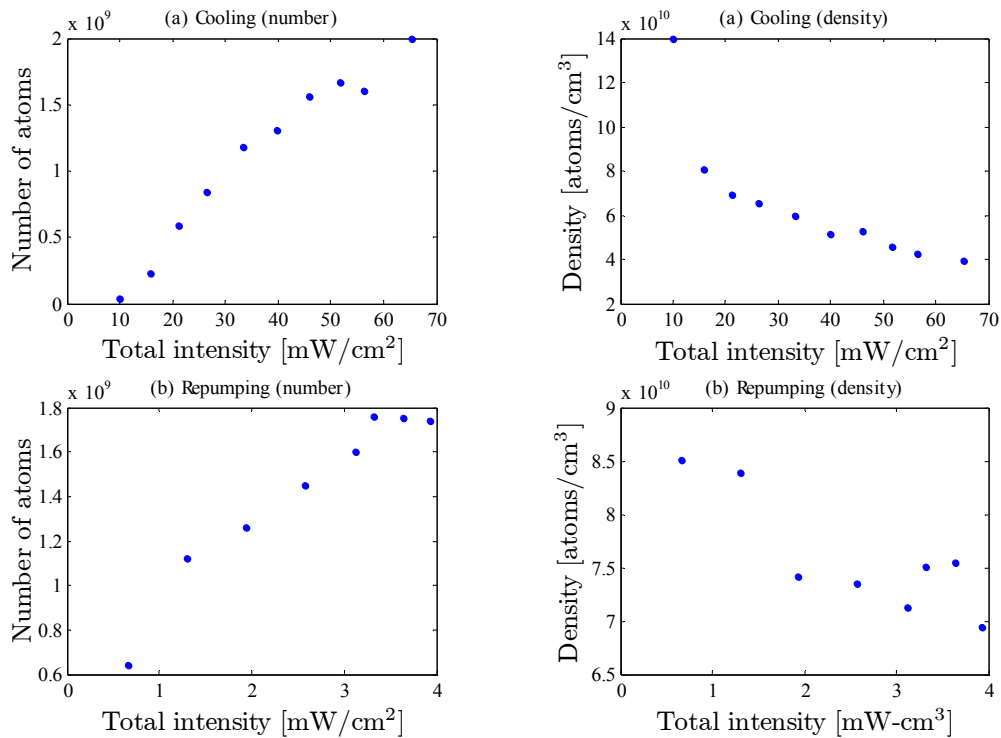 x 10^9
(a) Cooling (number)
2
1.5
1
0.5
0
0 10 20 30 40 50 60 70
Number of atoms
Total intensity [mW/cm^2]
x 10^10
(a) Cooling (density)
14
12
10
8
6
4
2
0 10 20 30 40 50 60 70
Density [atoms/cm^3]
Total intensity [mW/cm^2]
x 10^9
(b) Repumping (number)
1.8
1.6
1.4
1.2
1
0.8
0.6
0 1 2 3 4
Number of atoms
Total intensity [mW/cm^2]
x 10^10
(b) Repumping (density)
9
8.5
8
7.5
7
6.5
0 1 2 3 4
Density [atoms/cm^3]
Total intensity [mW-cm^3]